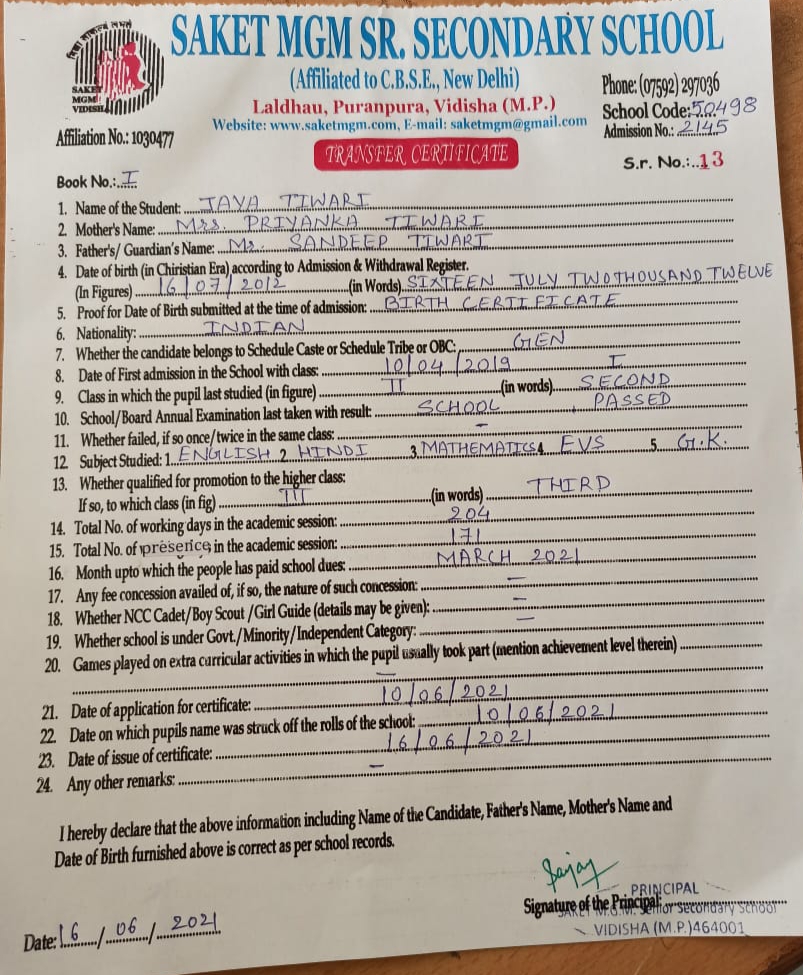 SAKET MGM SR. SECONDARY SCHOOL
SAKET
MGM
VIDISHA
(Affiliated to C.B.S.E., New Delhi)
Laldhau, Puranpura, Vidisha (M.P.)
Website: www.saketmgm.com, E-mail: saketmgm@gmail.com
Phone: (07592) 297036
School Code: 50498
Admission No.: 2145
Affiliation No.: 1030477
TRANSFER CERTIFICATE
S.r. No.: 13
Book No.: I
1. Name of the Student: JAYA TIWARI
2. Mother's Name: Mrs. PRIYANKA TIWARI
3. Father's/ Guardian's Name: Mr. SANDEEP TIWARI
4. Date of birth (in Chiristian Era) according to Admission & Withdrawal Register.
(In Figures) 16/07/2012 (in Words) SIXTEEN JULY TWOTHOUSAND TWELVE
5. Proof for Date of Birth submitted at the time of admission: BIRTH CERTIFICATE
6. Nationality: INDIAN
7. Whether the candidate belongs to Schedule Caste or Schedule Tribe or OBC: GEN
8. Date of First admission in the School with class: 10/04/2019 I
9. Class in which the pupil last studied (in figure) II (in words) SECOND
10. School/Board Annual Examination last taken with result: SCHOOL, PASSED
11. Whether failed, if so once/twice in the same class: –
12. Subject Studied: 1. ENGLISH 2. HINDI 3. MATHEMATICS 4. EVS 5. G.K.
13. Whether qualified for promotion to the higher class:
If so, to which class (in fig) III (in words) THIRD
14. Total No. of working days in the academic session: 204
15. Total No. of presence in the academic session: 171
16. Month upto which the people has paid school dues: MARCH 2021
17. Any fee concession availed of, if so, the nature of such concession: –
18. Whether NCC Cadet/Boy Scout /Girl Guide (details may be given): –
19. Whether school is under Govt./Minority/Independent Category: –
20. Games played on extra curricular activities in which the pupil usually took part (mention achievement level therein)
–
21. Date of application for certificate: 10/06/2021
22. Date on which pupils name was struck off the rolls of the school: 10/06/2021
23. Date of issue of certificate: 16/06/2021
24. Any other remarks: –
I hereby declare that the above information including Name of the Candidate, Father's Name, Mother's Name and
Date of Birth furnished above is correct as per school records.
Sanjay
PRINCIPAL
Signature of the Principal:
Senior Secondary School
VIDISHA (M.P.)464001
Date: 16/06/2021